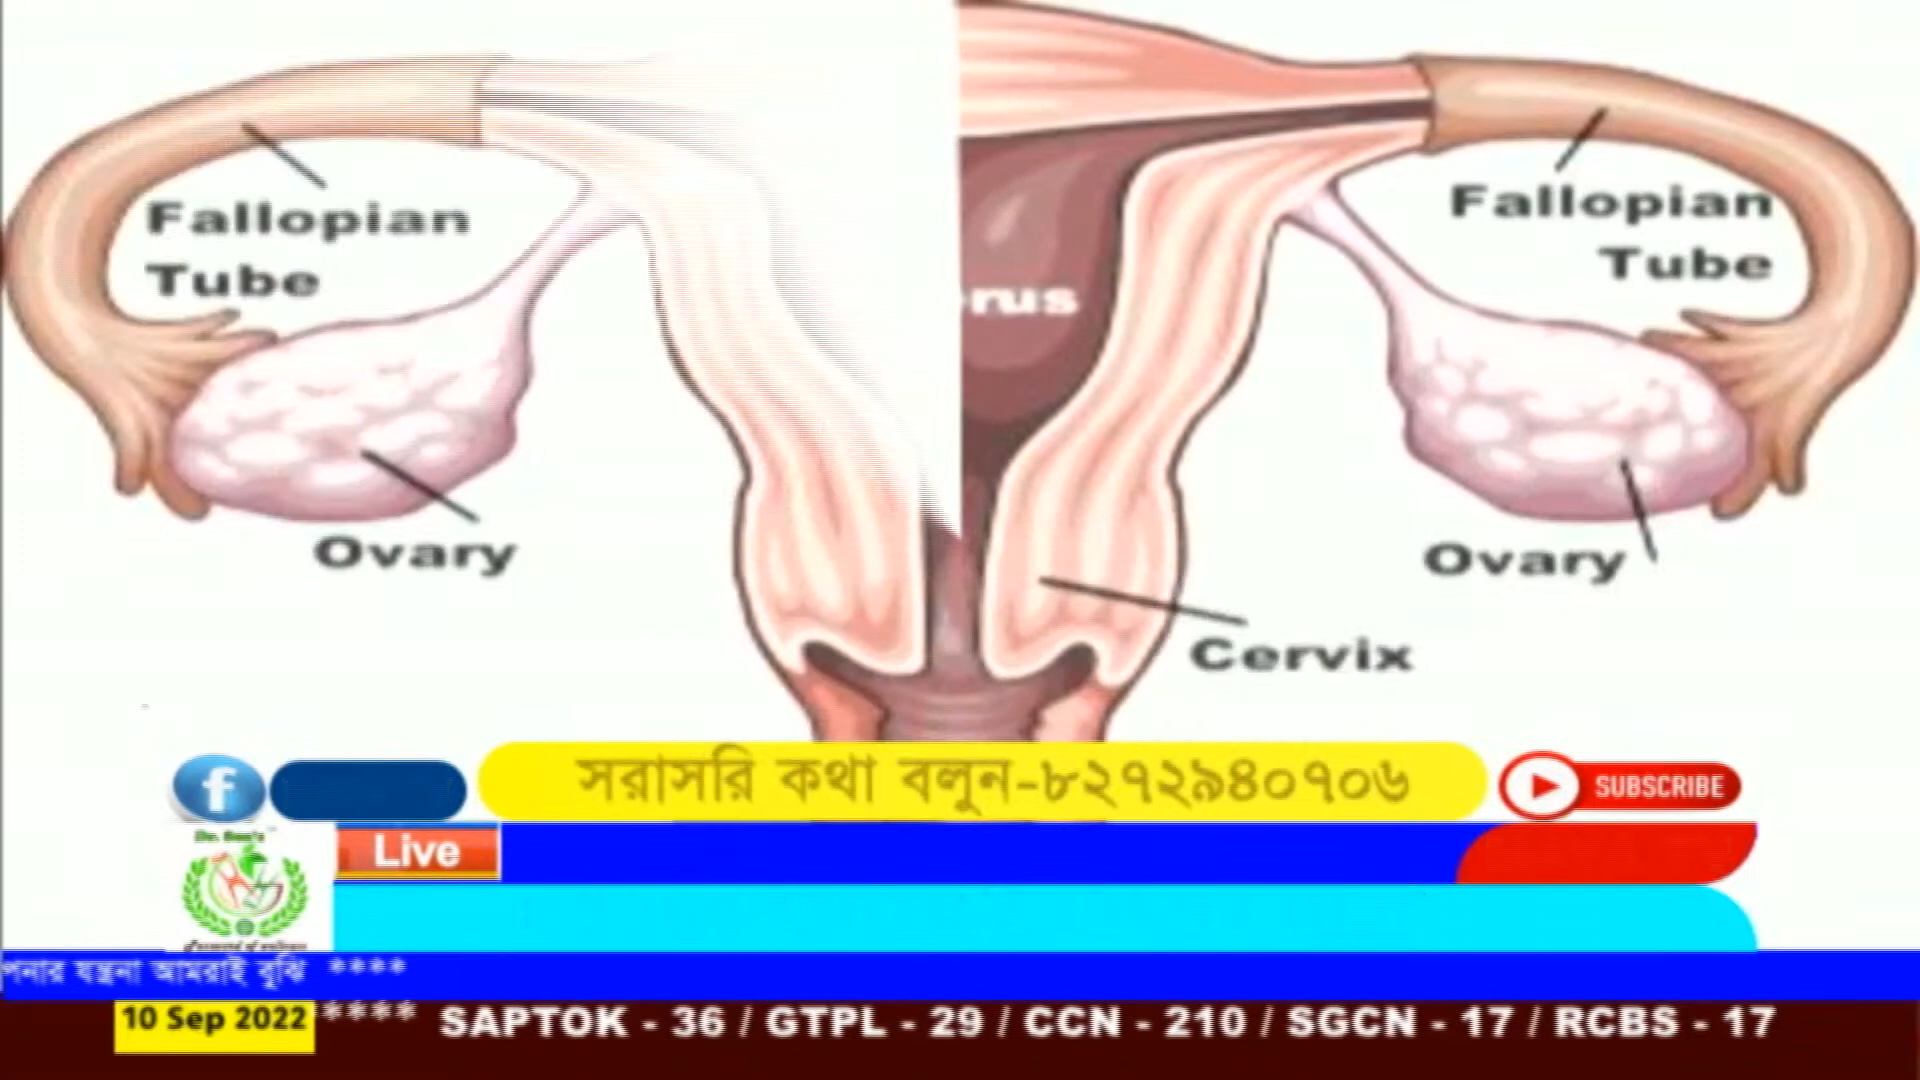 Fallopian
Tube
Fallopian
Tube
rus
Ovary
Ovary
Cervix
সরাসরি কথা বলুন-৮২৭২৯৪০৭০৬
SUBSCRIBE
Live
পনার যন্ত্রনা আমরাই বুঝি ****
10 Sep 2022
**** SAPTOK - 36 / GTPL - 29 / CCN - 210 / SGCN - 17 / RCBS - 17